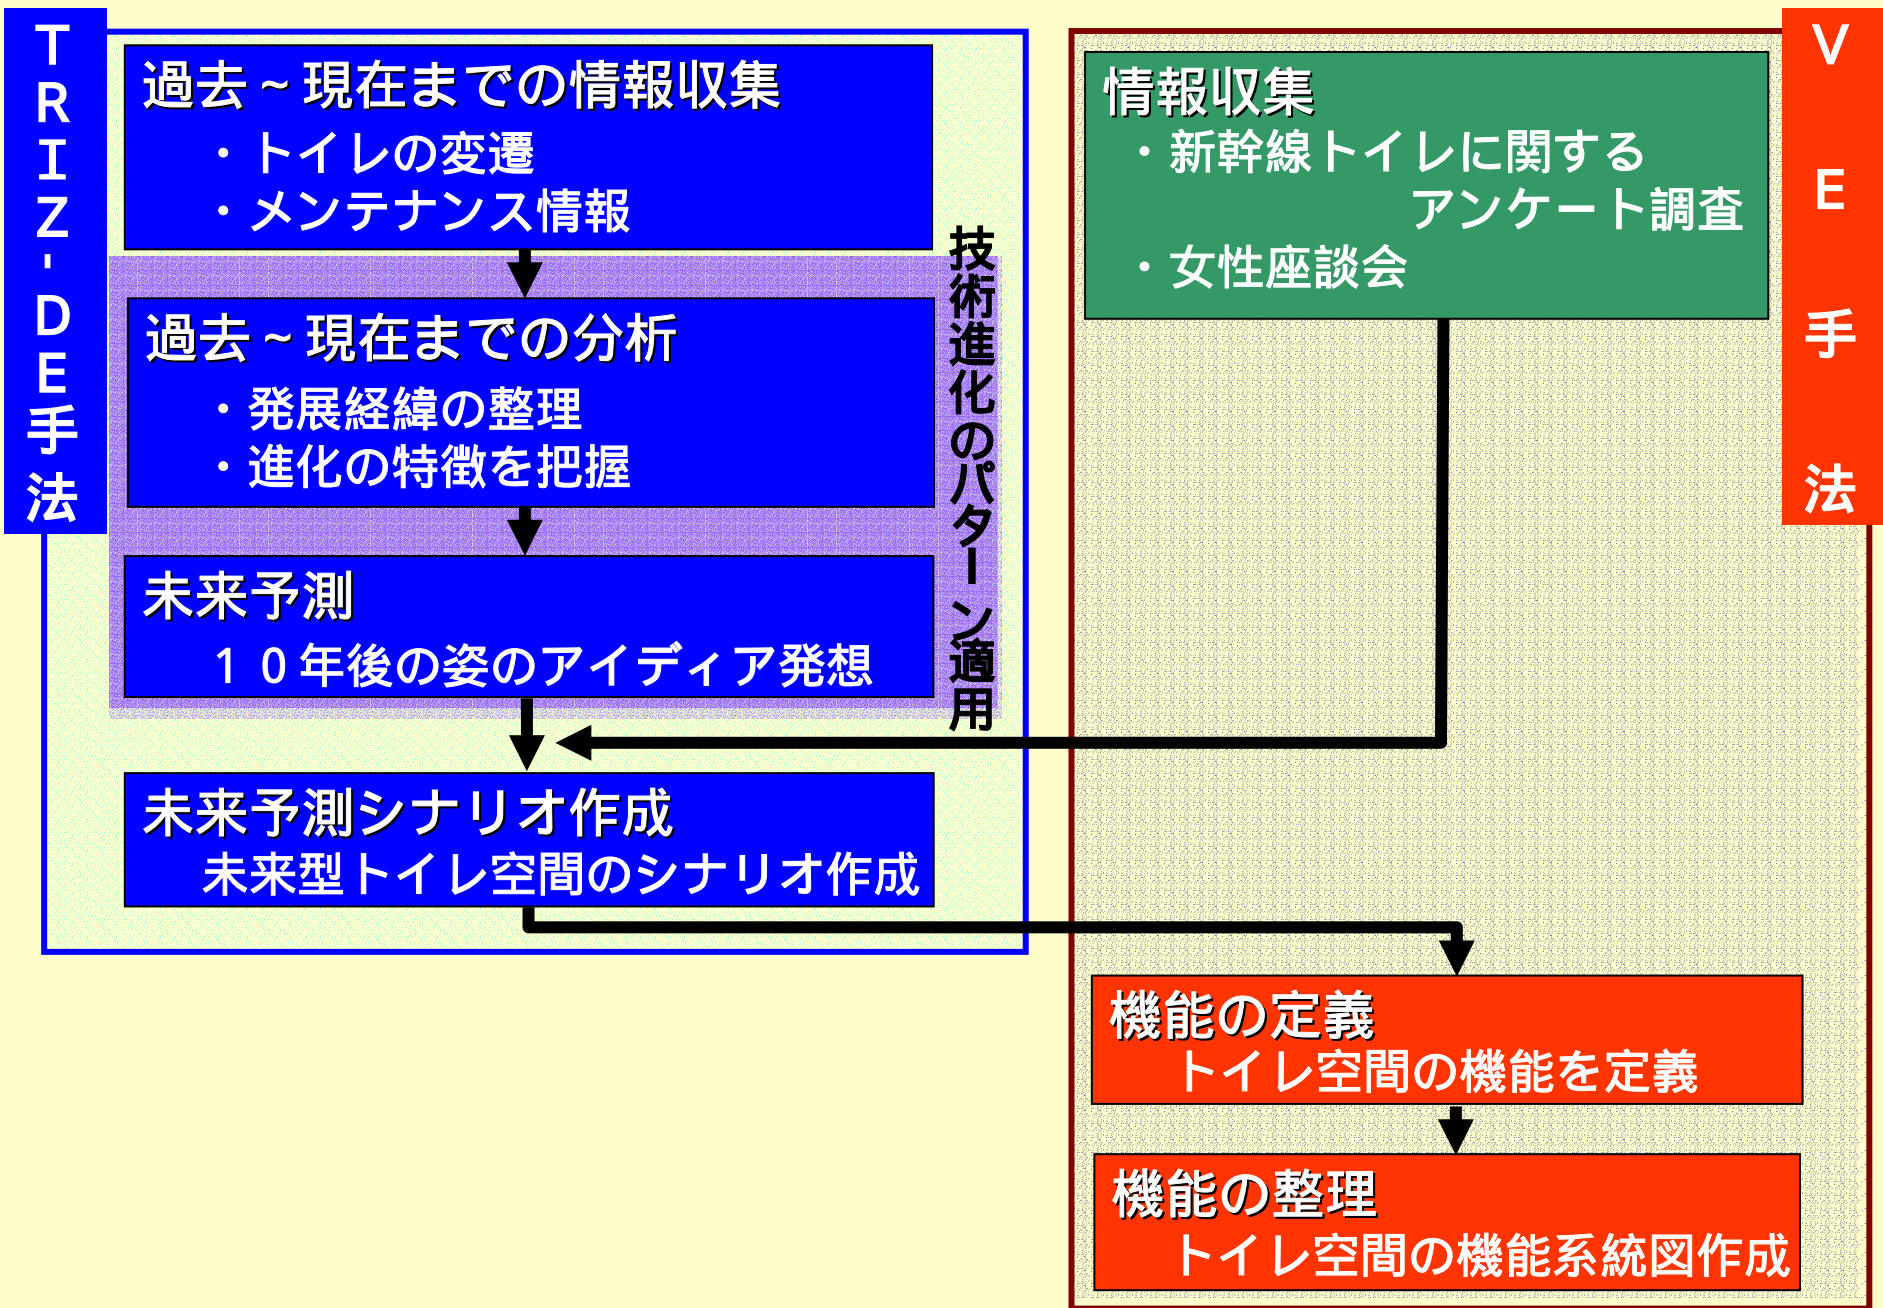 TRIZ-DE手法
過去~現在までの情報収集
・トイレの変遷
・メンテナンス情報
過去~現在までの分析
・発展経緯の整理
・進化の特徴を把握
未来予測
10年後の姿のアイディア発想
技術進化のパターン適用
未来予測シナリオ作成
未来型トイレ空間のシナリオ作成
VE手法
情報収集
・新幹線トイレに関する
アンケート調査
・女性座談会
機能の定義
トイレ空間の機能を定義
機能の整理
トイレ空間の機能系統図作成